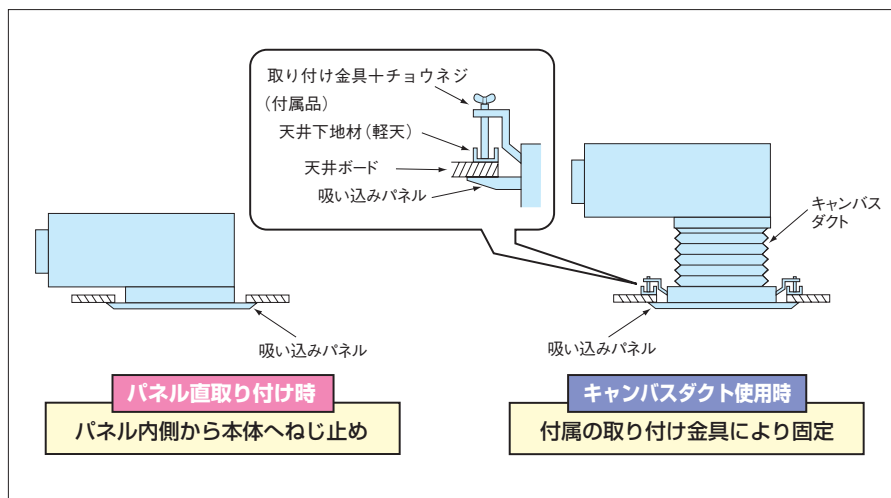 取り付け金具＋チョウネジ
(付属品)
天井下地材(軽天)
天井ボード
吸い込みパネル
キャンバス
ダクト
吸い込みパネル
吸い込みパネル
パネル直取り付け時
パネル内側から本体へねじ止め
キャンバスダクト使用時
付属の取り付け金具により固定